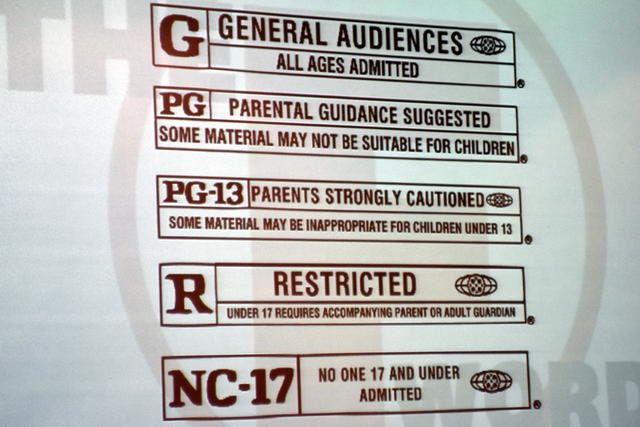 THE
G GENERAL AUDIENCES
ALL AGES ADMITTED
PG PARENTAL GUIDANCE SUGGESTED
SOME MATERIAL MAY NOT BE SUITABLE FOR CHILDREN
®
PG-13 PARENTS STRONGLY CAUTIONED
SOME MATERIAL MAY BE INAPPROPRIATE FOR CHILDREN UNDER 13
®
R RESTRICTED
UNDER 17 REQUIRES ACCOMPANYING PARENT OR ADULT GUARDIAN
®
NC-17 NO ONE 17 AND UNDER
ADMITTED
®
WORD